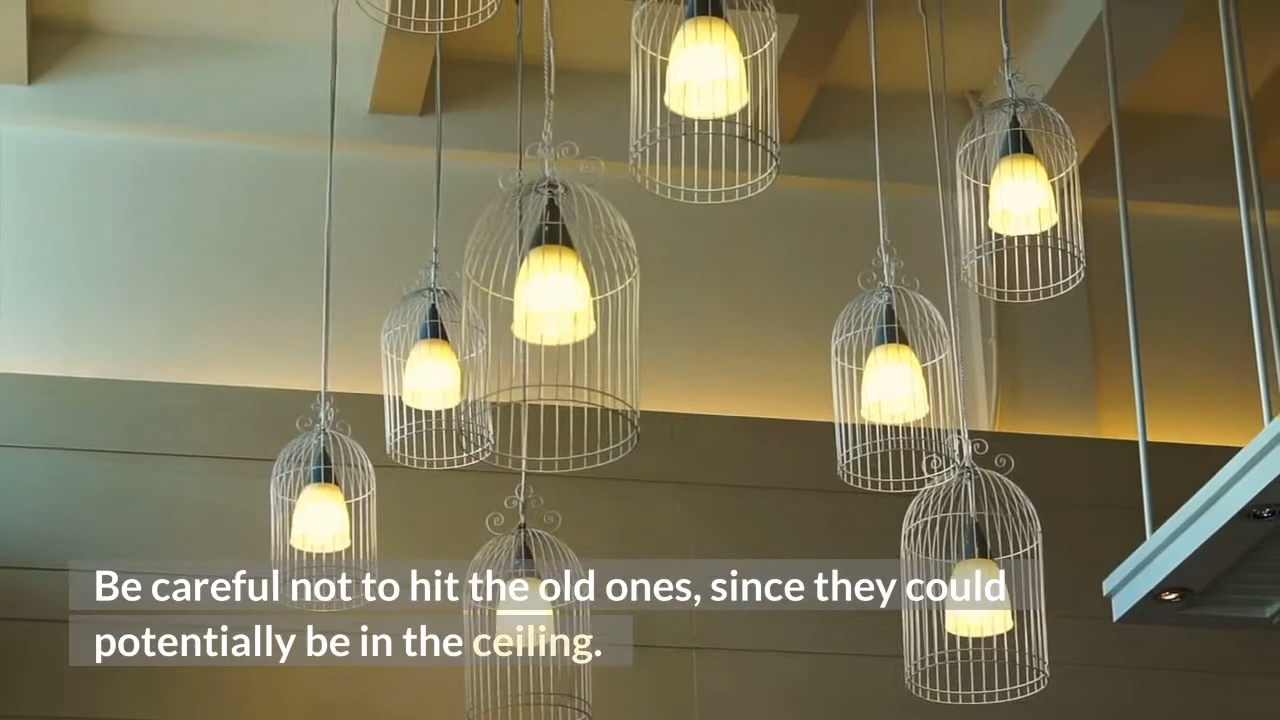 Be careful not to hit the old ones, since they could
potentially be in the ceiling.